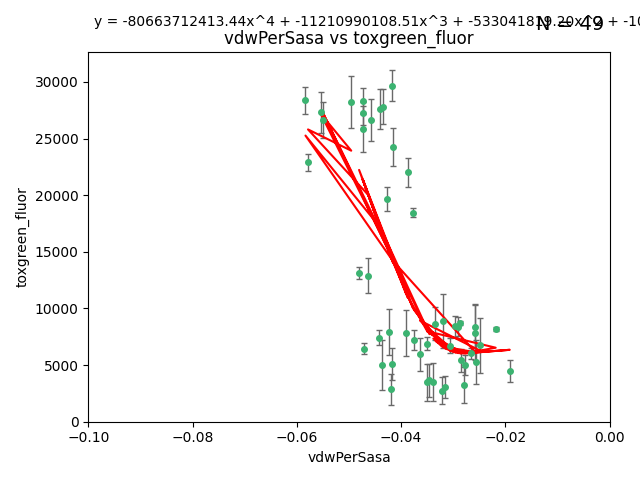 y = -80663712413.44x^4 + -11210990108.51x^3 +
N = 49
vdwPerSasa vs toxgreen_fluor
toxgreen_fluor
30000
25000
20000
15000
10000
5000
0
−0.10 −0.08 −0.06 −0.04 −0.02 0.00
vdwPerSasa